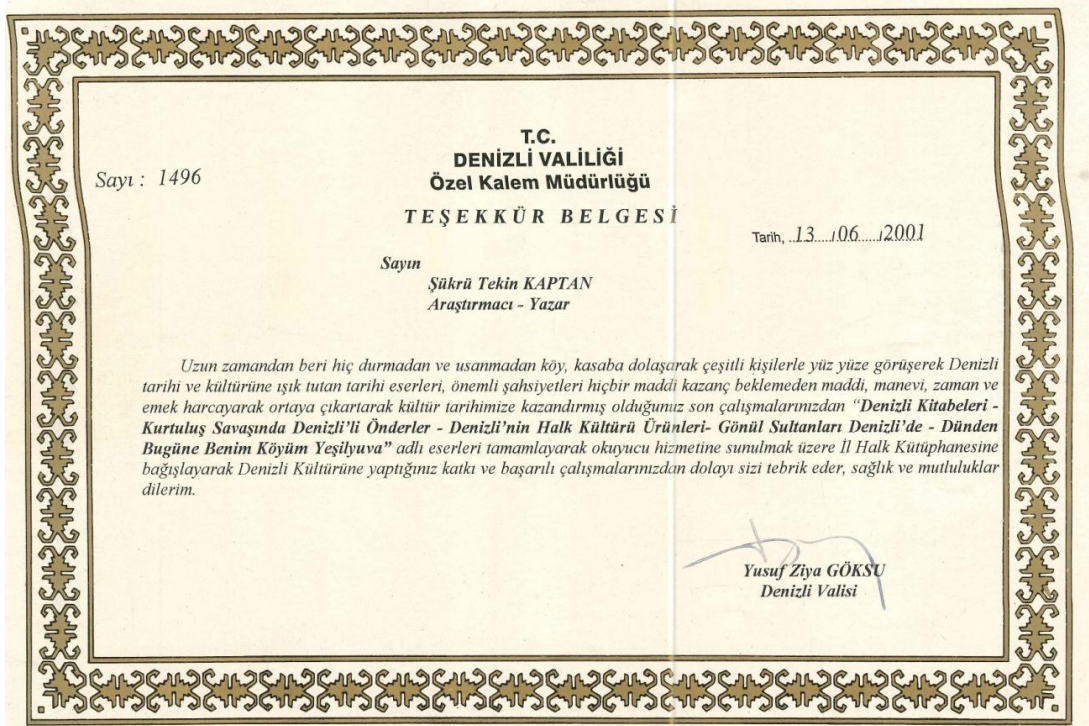 T.C.
DENİZLİ VALİLİĞİ
Özel Kalem Müdürlüğü
Sayı : 1496
TEŞEKKÜR BELGESİ
Tarih, 13 / 06 / 2001
Sayın
Şükrü Tekin KAPTAN
Araştırmacı - Yazar
Uzun zamandan beri hiç durmadan ve usanmadan köy, kasaba dolaşarak çeşitli kişilerle yüz yüze görüşerek Denizli
tarihi ve kültürüne ışık tutan tarihi eserleri, önemli şahsiyetleri hiçbir maddi kazanç beklemeden maddi, manevi, zaman ve
emek harcayarak ortaya çıkartarak kültür tarihimize kazandırmış olduğunuz son çalışmalarınızdan “Denizli Kitabeleri -
Kurtuluş Savaşında Denizli’li Önderler - Denizli’nin Halk Kültürü Ürünleri- Gönül Sultanları Denizli’de - Dünden
Bugüne Benim Köyüm Yeşilyuva” adlı eserleri tamamlayarak okuyucu hizmetine sunulmak üzere İl Halk Kütüphanesine
bağışlayarak Denizli Kültürüne yaptığınız katkı ve başarılı çalışmalarınızdan dolayı sizi tebrik eder, sağlık ve mutluluklar
dilerim.
Yusuf Ziya GÖKSU
Denizli Valisi